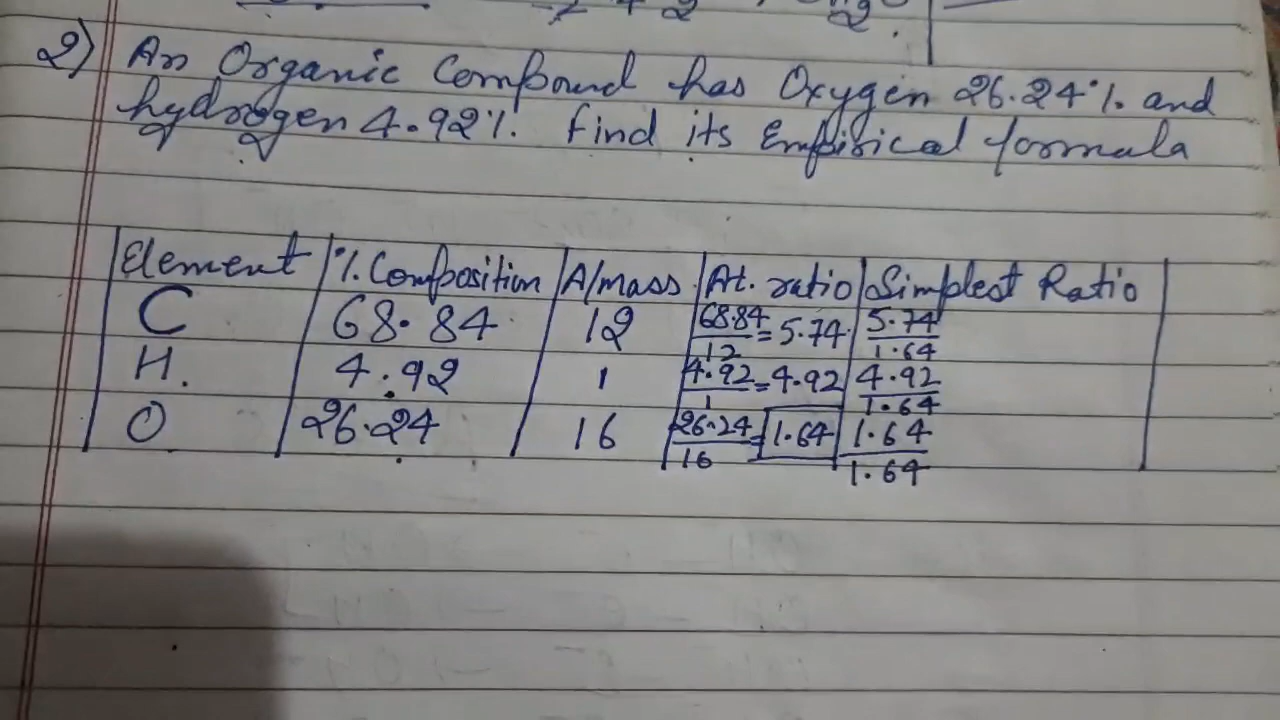 2) An Organic Compound has Oxygen 26.24%. and
hydrogen 4.92%. find its Empirical formula
Element %.Composition A/mass At. ratio Simplest Ratio
C 68.84 12 68.84/12 = 5.74 5.74/1.64
H. 4.92 1 4.92/1 = 4.92 4.92/1.64
O 26.24 16 26.24/16 = 1.64 1.64/1.64